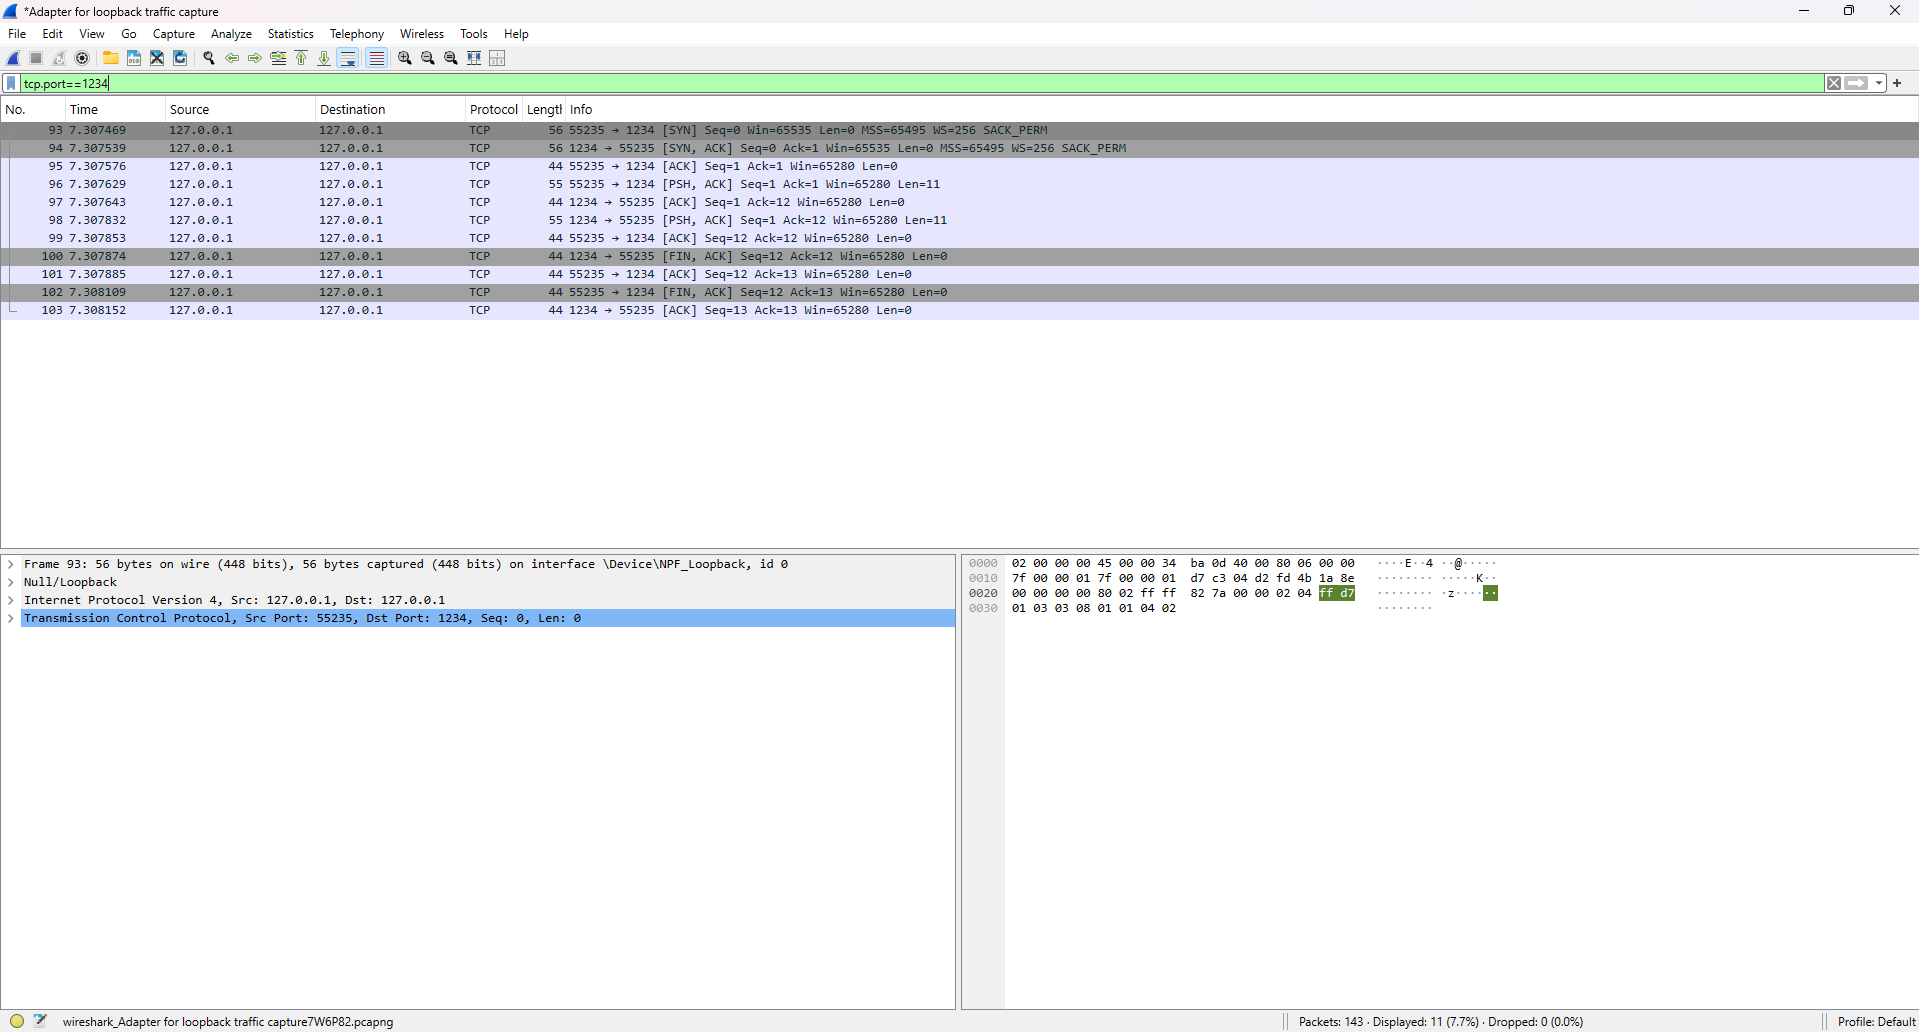 *Adapter for loopback traffic capture
File Edit View Go Capture Analyze Statistics Telephony Wireless Tools Help
tcp.port==1234
No. Time Source Destination Protocol Length Info
93 7.307469 127.0.0.1 127.0.0.1 TCP 56 55235 → 1234 [SYN] Seq=0 Win=65535 Len=0 MSS=65495 WS=256 SACK_PERM
94 7.307539 127.0.0.1 127.0.0.1 TCP 56 1234 → 55235 [SYN, ACK] Seq=0 Ack=1 Win=65535 Len=0 MSS=65495 WS=256 SACK_PERM
95 7.307576 127.0.0.1 127.0.0.1 TCP 44 55235 → 1234 [ACK] Seq=1 Ack=1 Win=65280 Len=0
96 7.307629 127.0.0.1 127.0.0.1 TCP 55 55235 → 1234 [PSH, ACK] Seq=1 Ack=1 Win=65280 Len=11
97 7.307643 127.0.0.1 127.0.0.1 TCP 44 1234 → 55235 [ACK] Seq=1 Ack=12 Win=65280 Len=0
98 7.307832 127.0.0.1 127.0.0.1 TCP 55 1234 → 55235 [PSH, ACK] Seq=1 Ack=12 Win=65280 Len=11
99 7.307853 127.0.0.1 127.0.0.1 TCP 44 55235 → 1234 [ACK] Seq=12 Ack=12 Win=65280 Len=0
100 7.307874 127.0.0.1 127.0.0.1 TCP 44 1234 → 55235 [FIN, ACK] Seq=12 Ack=12 Win=65280 Len=0
101 7.307885 127.0.0.1 127.0.0.1 TCP 44 55235 → 1234 [ACK] Seq=12 Ack=13 Win=65280 Len=0
102 7.308109 127.0.0.1 127.0.0.1 TCP 44 55235 → 1234 [FIN, ACK] Seq=12 Ack=13 Win=65280 Len=0
103 7.308152 127.0.0.1 127.0.0.1 TCP 44 1234 → 55235 [ACK] Seq=13 Ack=13 Win=65280 Len=0
Frame 93: 56 bytes on wire (448 bits), 56 bytes captured (448 bits) on interface \Device\NPF_Loopback, id 0
Null/Loopback
Internet Protocol Version 4, Src: 127.0.0.1, Dst: 127.0.0.1
Transmission Control Protocol, Src Port: 55235, Dst Port: 1234, Seq: 0, Len: 0
0000 02 00 00 00 45 00 00 34 ba 0d 40 00 80 06 00 00 ····E··4 ··@·····
0010 7f 00 00 01 7f 00 00 01 d7 c3 04 d2 fd 4b 1a 8e ········ ·····K··
0020 00 00 00 00 80 02 ff ff 82 7a 00 00 02 04 ff d7 ········ ·z······
0030 01 03 03 08 01 01 04 02 ········
wireshark_Adapter for loopback traffic capture7W6P82.pcapng
Packets: 143 · Displayed: 11 (7.7%) · Dropped: 0 (0.0%)
Profile: Default